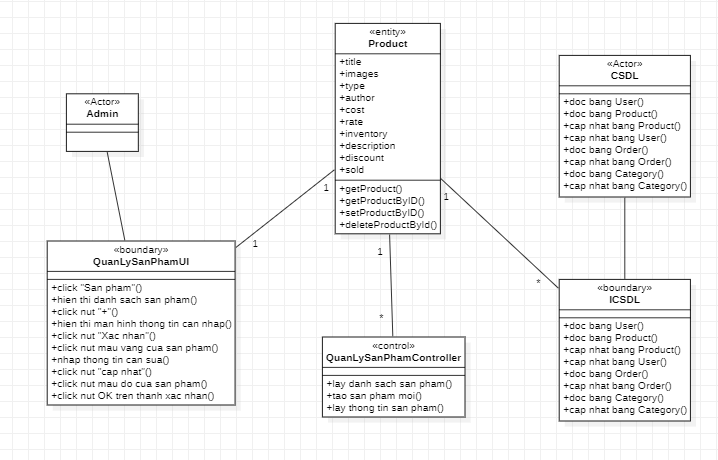 «Actor»
Admin
«entity»
Product
+title
+images
+type
+author
+cost
+rate
+inventory
+description
+discount
+sold
+getProduct()
+getProductByID()
+setProductByID()
+deleteProductById()
«Actor»
CSDL
+doc bang User()
+doc bang Product()
+cap nhat bang Product()
+cap nhat bang User()
+doc bang Order()
+cap nhat bang Order()
+doc bang Category()
+cap nhat bang Category()
1
1
1
1
*
*
«boundary»
QuanLySanPhamUI
+click "San pham"()
+hien thi danh sach san pham()
+click nut "+"()
+hien thi man hinh thong tin can nhap()
+click nut "Xac nhan"()
+click nut mau vang cua san pham()
+nhap thong tin can sua()
+click nut "cap nhat"()
+click nut mau do cua san pham()
+click nut OK tren thanh xac nhan()
«control»
QuanLySanPhamController
+lay danh sach san pham()
+tao san pham moi()
+lay thong tin san pham()
«boundary»
ICSDL
+doc bang User()
+doc bang Product()
+cap nhat bang Product()
+cap nhat bang User()
+doc bang Order()
+cap nhat bang Order()
+doc bang Category()
+cap nhat bang Category()